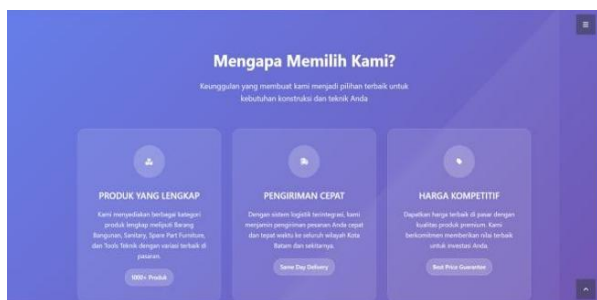 Mengapa Memilih Kami?
Keunggulan yang membuat kami menjadi pilihan terbaik untuk
kebutuhan konstruksi dan teknik Anda
PRODUK YANG LENGKAP
Kami menyediakan berbagai kategori
produk lengkap meliputi Barang
Bangunan, Sanitary, Spare Part Furniture,
dan Tools Teknik dengan variasi terbaik di
pasaran.
1000+ Produk
PENGIRIMAN CEPAT
Dengan sistem logistik terintegrasi, kami
menjamin pengiriman pesanan Anda cepat
dan tepat waktu ke seluruh wilayah Kota
Batam dan sekitarnya.
Same Day Delivery
HARGA KOMPETITIF
Dapatkan harga terbaik di pasar dengan
kualitas produk premium. Kami
berkomitmen memberikan nilai terbaik
untuk investasi Anda.
Best Price Guarantee